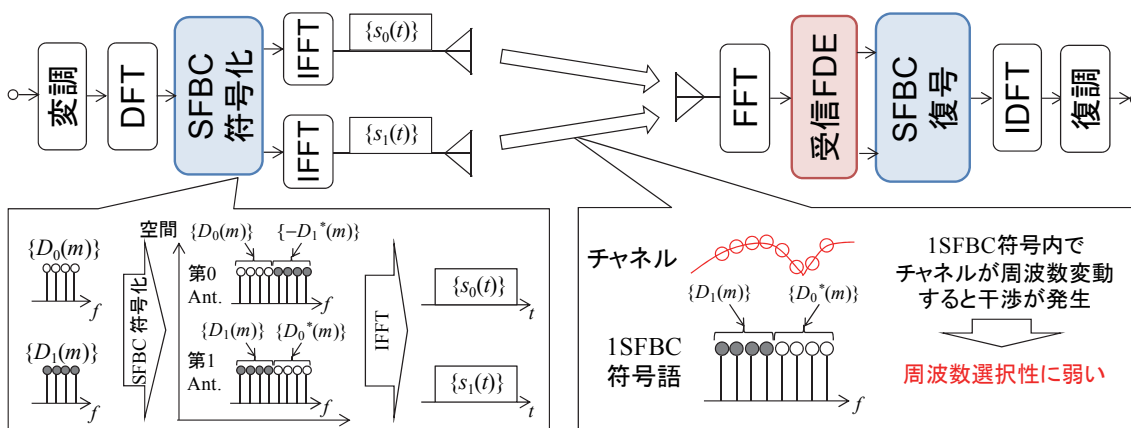 変調
DFT
SFBC
符号化
IFFT
{s0(t)}
IFFT
{s1(t)}
FFT
受信FDE
SFBC
復号
IDFT
復調
{D0(m)}
f
{D1(m)}
f
SFBC 符号化
空間
{D0(m)}
{-D1*(m)}
第0
Ant.
f
{D1(m)}
{D0*(m)}
第1
Ant.
f
IFFT
{s0(t)}
t
{s1(t)}
t
チャネル
{D1(m)}
{D0*(m)}
1SFBC
符号語
f
1SFBC符号内で
チャネルが周波数変動
すると干渉が発生
周波数選択性に弱い